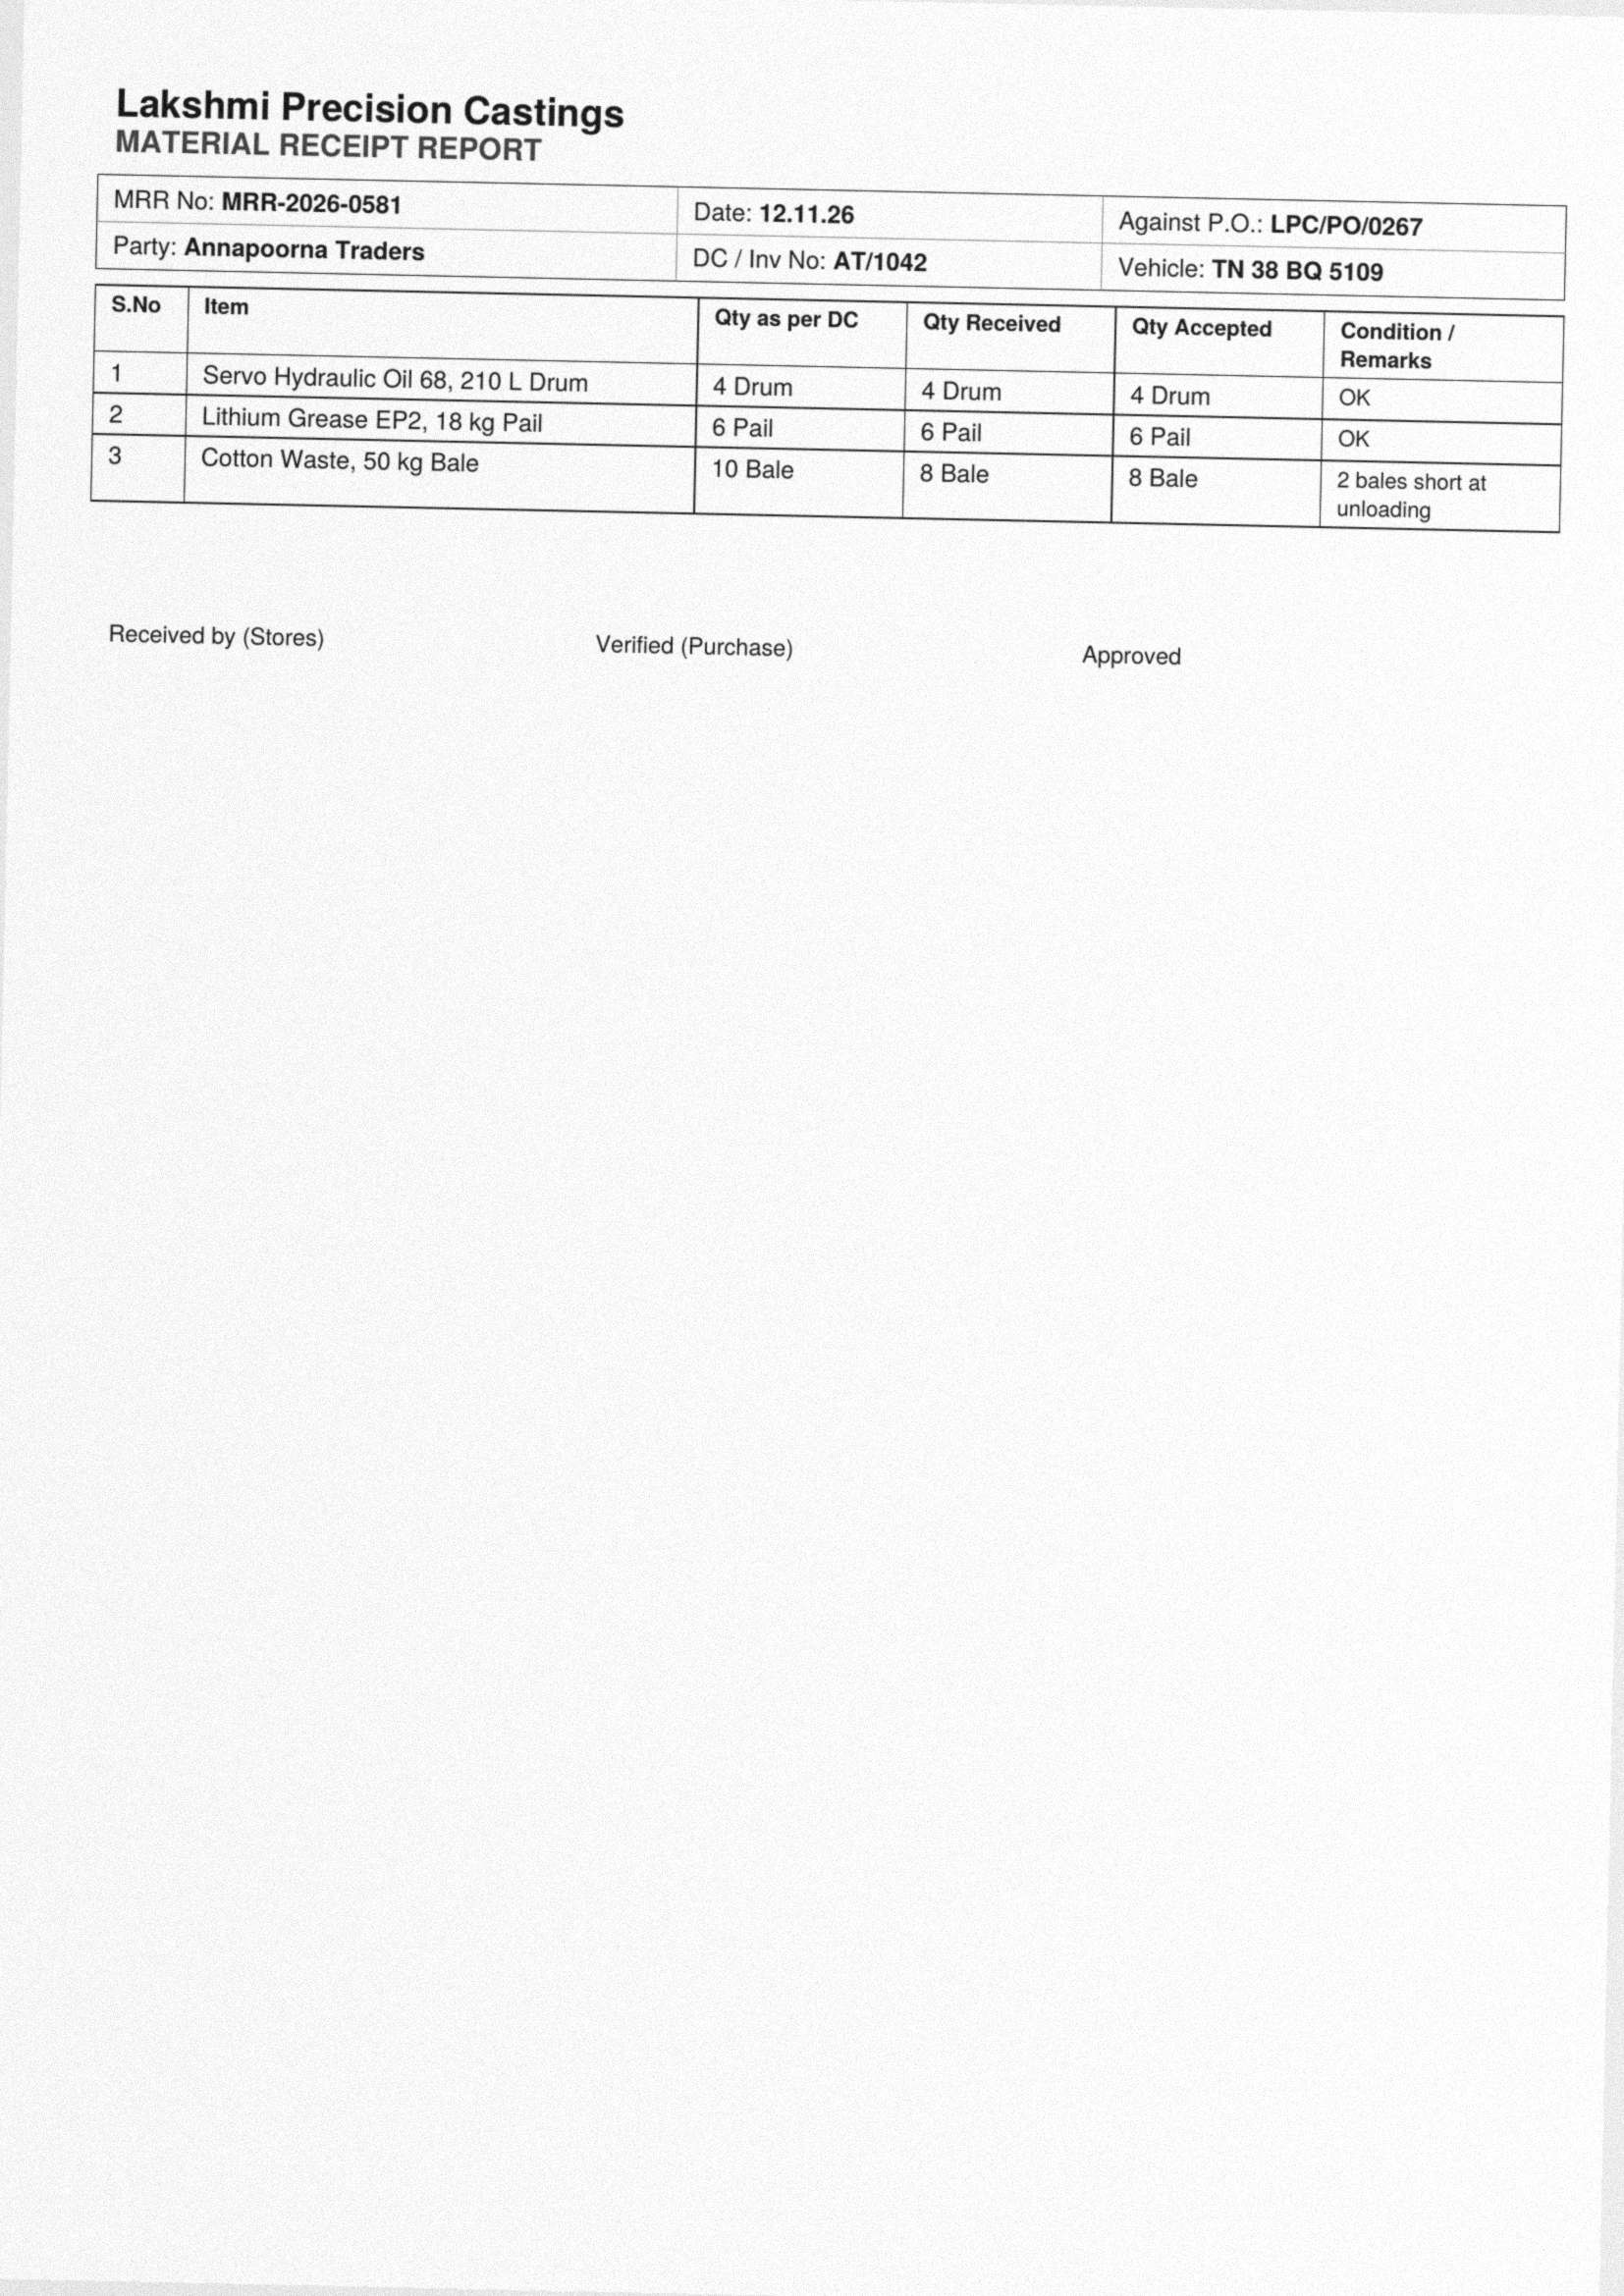 Lakshmi Precision Castings
MATERIAL RECEIPT REPORT
MRR No: MRR-2026-0581 Date: 12.11.26 Against P.O.: LPC/PO/0267
Party: Annapoorna Traders DC / Inv No: AT/1042 Vehicle: TN 38 BQ 5109
S.No Item Qty as per DC Qty Received Qty Accepted Condition / Remarks
1 Servo Hydraulic Oil 68, 210 L Drum 4 Drum 4 Drum 4 Drum OK
2 Lithium Grease EP2, 18 kg Pail 6 Pail 6 Pail 6 Pail OK
3 Cotton Waste, 50 kg Bale 10 Bale 8 Bale 8 Bale 2 bales short at unloading
Received by (Stores) Verified (Purchase) Approved